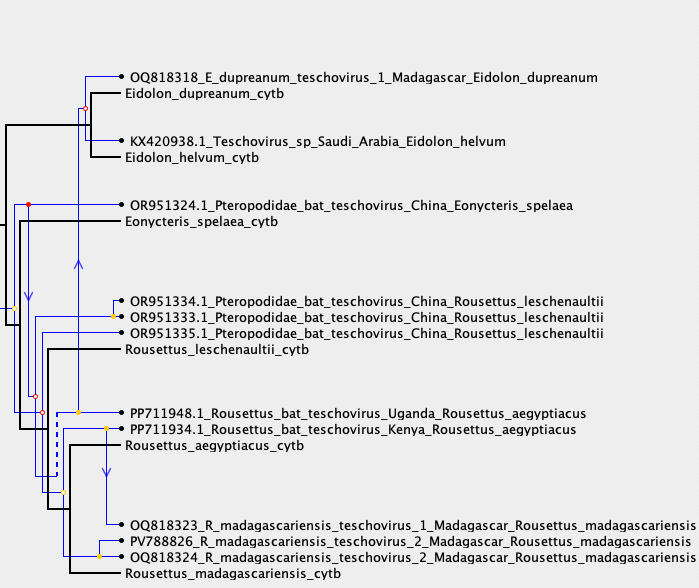 OQ818318_E_dupreanum_teschovirus_1_Madagascar_Eidolon_dupreanum
Eidolon_dupreanum_cytb
KX420938.1_Teschovirus_sp_Saudi_Arabia_Eidolon_helvum
Eidolon_helvum_cytb
OR951324.1_Pteropodidae_bat_teschovirus_China_Eonycteris_spelaea
Eonycteris_spelaea_cytb
OR951334.1_Pteropodidae_bat_teschovirus_China_Rousettus_leschenaultii
OR951333.1_Pteropodidae_bat_teschovirus_China_Rousettus_leschenaultii
OR951335.1_Pteropodidae_bat_teschovirus_China_Rousettus_leschenaultii
Rousettus_leschenaultii_cytb
PP711948.1_Rousettus_bat_teschovirus_Uganda_Rousettus_aegyptiacus
PP711934.1_Rousettus_bat_teschovirus_Kenya_Rousettus_aegyptiacus
Rousettus_aegyptiacus_cytb
OQ818323_R_madagascariensis_teschovirus_1_Madagascar_Rousettus_madagascariensis
PV788826_R_madagascariensis_teschovirus_2_Madagascar_Rousettus_madagascariensis
OQ818324_R_madagascariensis_teschovirus_2_Madagascar_Rousettus_madagascariensis
Rousettus_madagascariensis_cytb